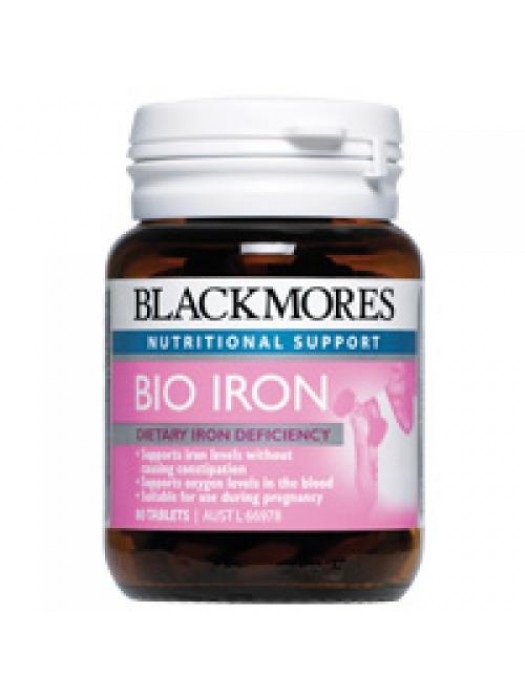 BLACKMORES
NUTRITIONAL SUPPORT
BIO IRON
DIETARY IRON DEFICIENCY
• Supports iron levels without
causing constipation
• Supports oxygen levels in the blood
• Suitable for use during pregnancy
80 TABLETS | AUST L 66978